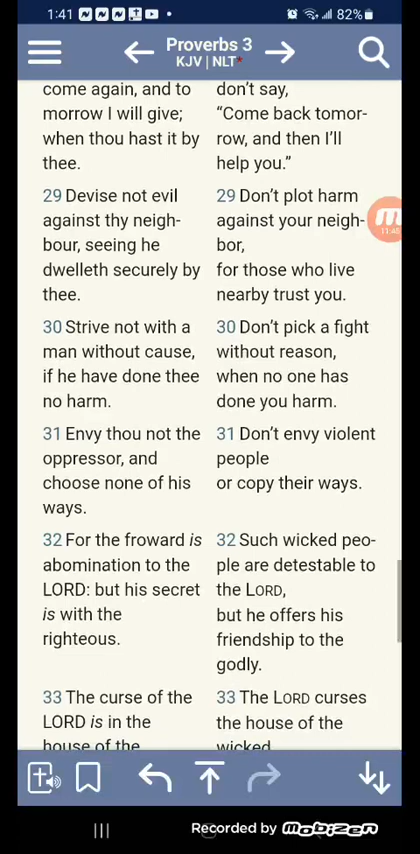 1:41
82%
Proverbs 3
KJV | NLT*
come again, and to
morrow I will give;
when thou hast it by
thee.
29 Devise not evil
against thy neigh-
bour, seeing he
dwelleth securely by
thee.
30 Strive not with a
man without cause,
if he have done thee
no harm.
31 Envy thou not the
oppressor, and
choose none of his
ways.
32 For the froward is
abomination to the
LORD: but his secret
is with the
righteous.
33 The curse of the
LORD is in the
house of the
don't say,
“Come back tomor-
row, and then I'll
help you.”
29 Don't plot harm
against your neigh-
bor,
for those who live
nearby trust you.
30 Don't pick a fight
without reason,
when no one has
done you harm.
31 Don't envy violent
people
or copy their ways.
32 Such wicked peo-
ple are detestable to
the LORD,
but he offers his
friendship to the
godly.
33 The LORD curses
the house of the
wicked
Recorded by mobizen